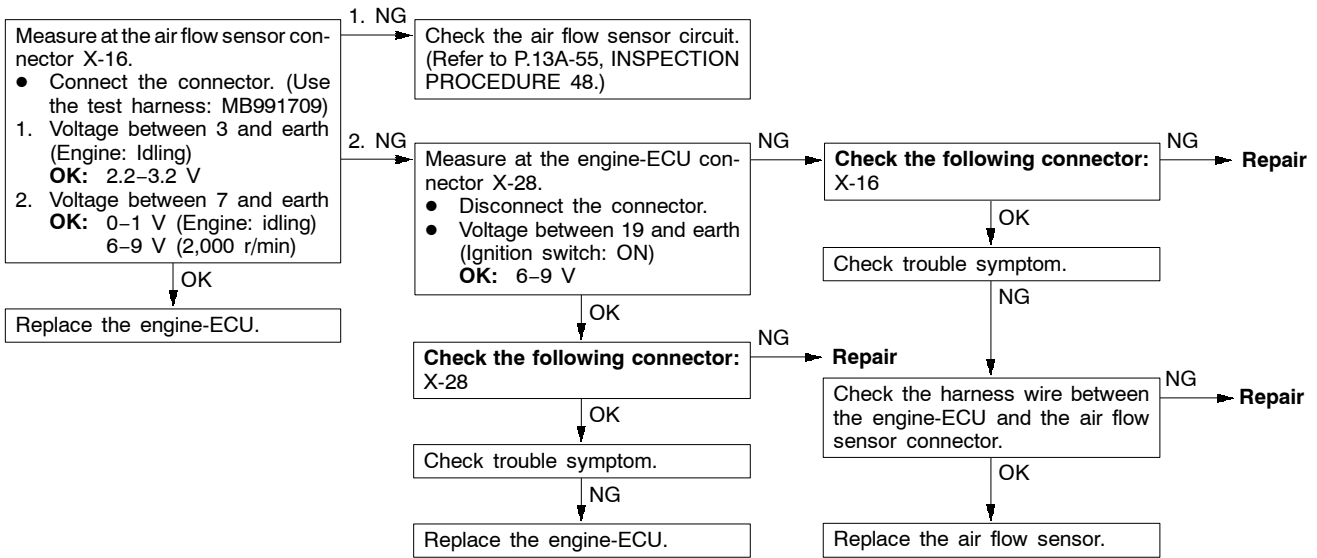 Measure at the air flow sensor con-
nector X-16.
● Connect the connector. (Use
the test harness: MB991709)
1. Voltage between 3 and earth
(Engine: Idling)
OK: 2.2–3.2 V
2. Voltage between 7 and earth
OK: 0–1 V (Engine: idling)
6–9 V (2,000 r/min)
OK
Replace the engine-ECU.
1. NG
Check the air flow sensor circuit.
(Refer to P.13A-55, INSPECTION
PROCEDURE 48.)
2. NG
Measure at the engine-ECU con-
nector X-28.
● Disconnect the connector.
● Voltage between 19 and earth
(Ignition switch: ON)
OK: 6–9 V
OK
Check the following connector:
X-28
NG
Repair
OK
Check trouble symptom.
NG
Replace the engine-ECU.
NG
Check the following connector:
X-16
NG
Repair
OK
Check trouble symptom.
NG
Check the harness wire between
the engine-ECU and the air flow
sensor connector.
NG
Repair
OK
Replace the air flow sensor.